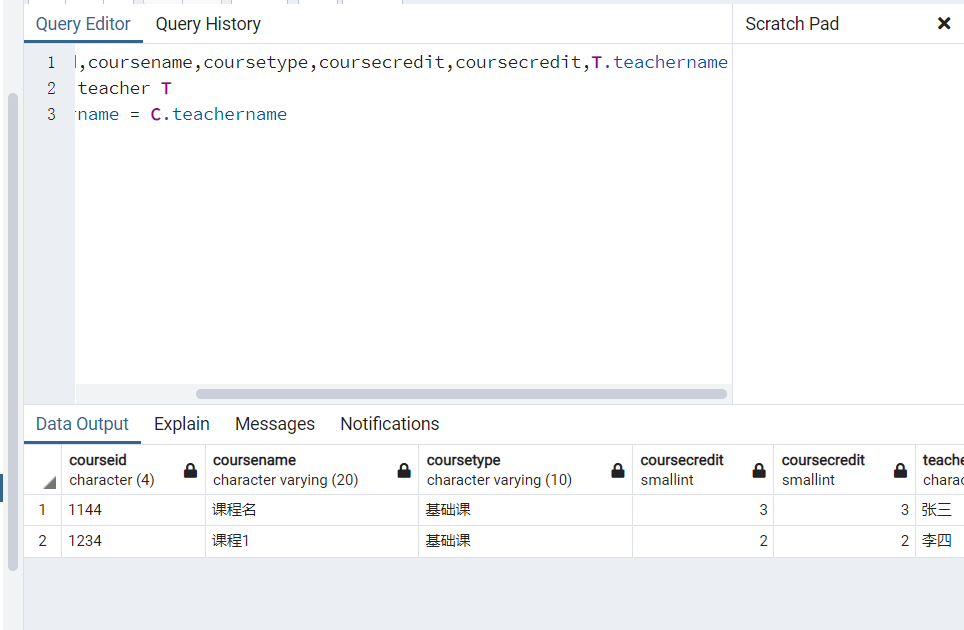 Query Editor Query History Scratch Pad
1 ,coursename,coursetype,coursecredit,coursecredit,T.teachername
2 teacher T
3 name = C.teachername
Data Output Explain Messages Notifications
courseid coursename coursetype coursecredit coursecredit teache
character (4) character varying (20) character varying (10) smallint smallint charac
1 1144 课程名 基础课 3 3 张三
2 1234 课程1 基础课 2 2 李四